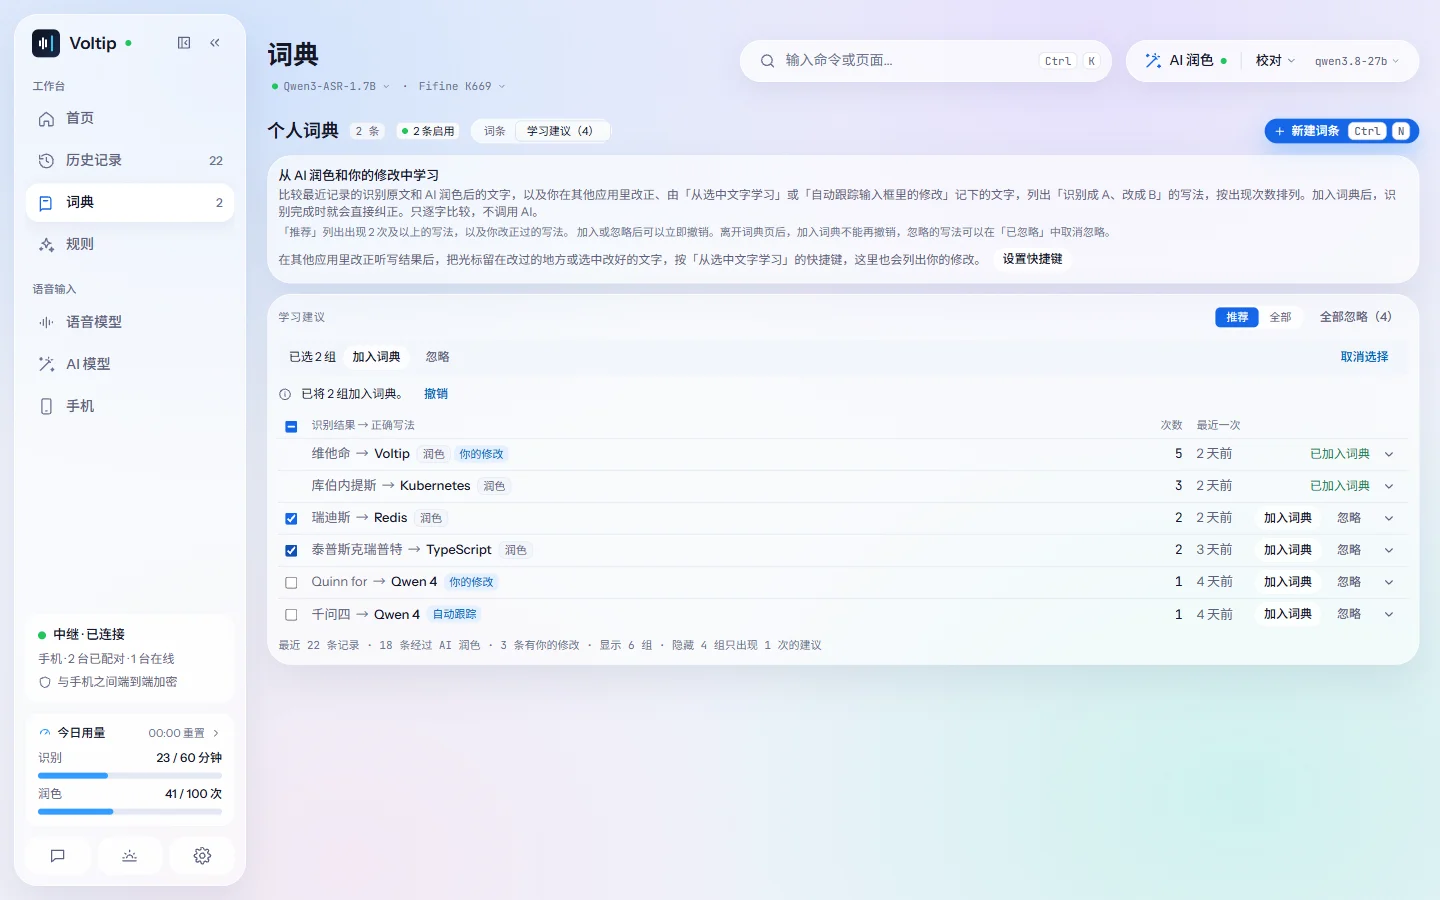 Voltip
工作台
首页
历史记录 22
词典 2
规则
语音输入
语音模型
AI 模型
手机
中继·已连接
手机·2 台已配对·1 台在线
与手机之间端到端加密
今日用量 00:00 重置
识别 23 / 60 分钟
润色 41 / 100 次
词典
Qwen3-ASR-1.7B · Fifine K669
输入命令或页面... Ctrl K
AI 润色 校对 qwen3.8-27b
个人词典 2 条 2 条启用 词条 学习建议（4）
+ 新建词条 Ctrl N
从 AI 润色和你的修改中学习
比较最近记录的识别原文和 AI 润色后的文字，以及你在其他应用里改正、由「从选中文字学习」或「自动跟踪输入框里的修改」记下的文字，列出「识别成 A、改成 B」的写法，按出现次数排列。加入词典后，识
别完成时就会直接纠正。只逐字比较，不调用 AI。
「推荐」列出出现 2 次及以上的写法，以及你改正过的写法。 加入或忽略后可以立即撤销。离开词典页后，加入词典不能再撤销，忽略的写法可以在「已忽略」中取消忽略。
在其他应用里改正听写结果后，把光标留在改过的地方或选中改好的文字，按「从选中文字学习」的快捷键，这里也会列出你的修改。 设置快捷键
学习建议 推荐 全部 全部忽略（4）
已选 2 组 加入词典 忽略 取消选择
已将 2 组加入词典。 撤销
识别结果 → 正确写法 次数 最近一次
维他命 → Voltip 润色 你的修改 5 2 天前 已加入词典
库伯内提斯 → Kubernetes 润色 3 2 天前 已加入词典
瑞迪斯 → Redis 润色 2 2 天前 加入词典 忽略
泰普斯克瑞普特 → TypeScript 润色 2 3 天前 加入词典 忽略
Quinn for → Qwen 4 你的修改 1 4 天前 加入词典 忽略
千问四 → Qwen 4 自动跟踪 1 4 天前 加入词典 忽略
最近 22 条记录 · 18 条经过 AI 润色 · 3 条有你的修改 · 显示 6 组 · 隐藏 4 组只出现 1 次的建议